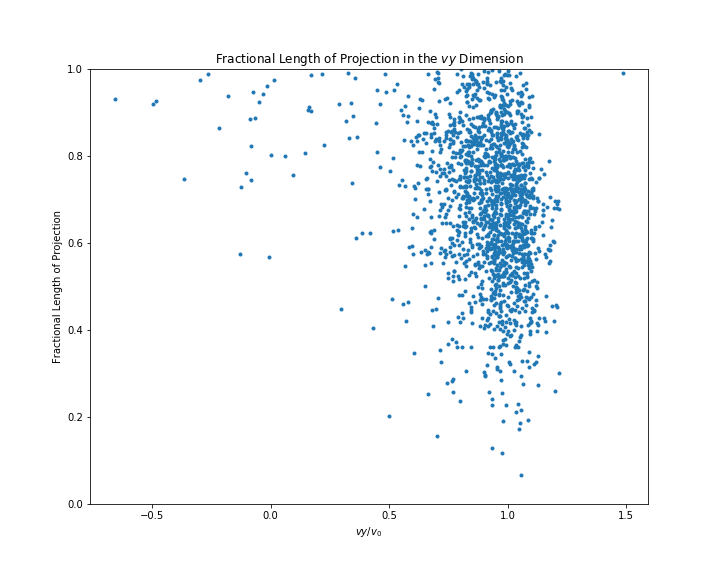 Fractional Length of Projection in the vy Dimension
1.0
0.8
0.6
0.4
0.2
0.0
Fractional Length of Projection
−0.5 0.0 0.5 1.0 1.5
vy/v₀